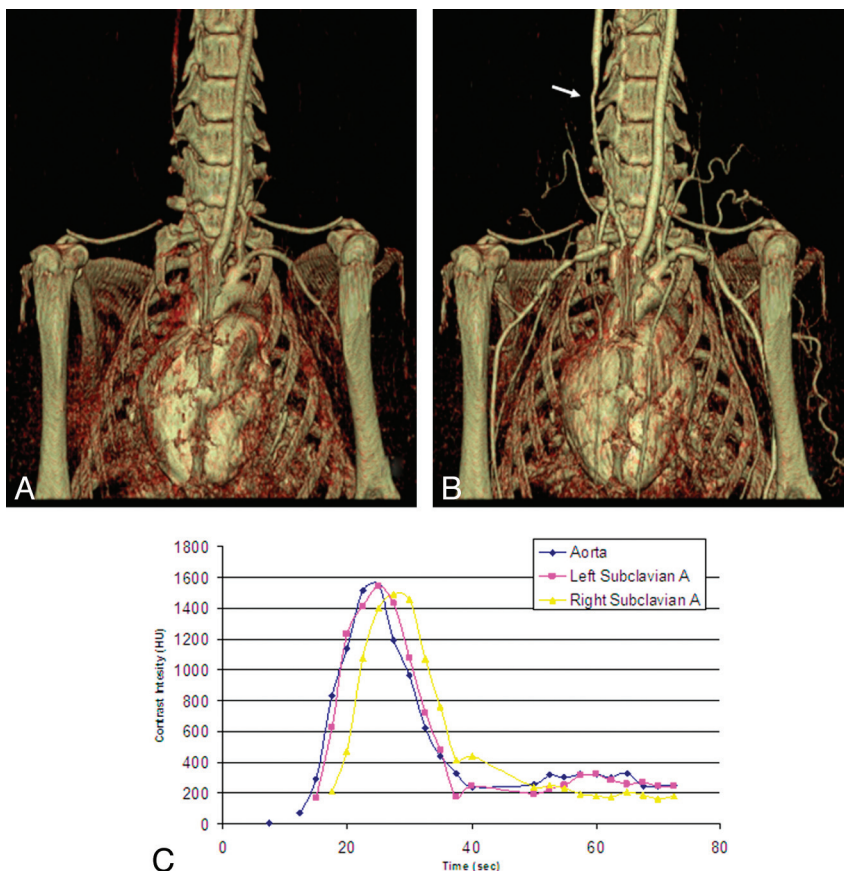 A
B
1800
1600
1400
1200
1000
800
600
400
200
0
Contrast Intesity (HU)
Aorta
Left Subclavian A
Right Subclavian A
0 20 40 60 80
Time (sec)
C